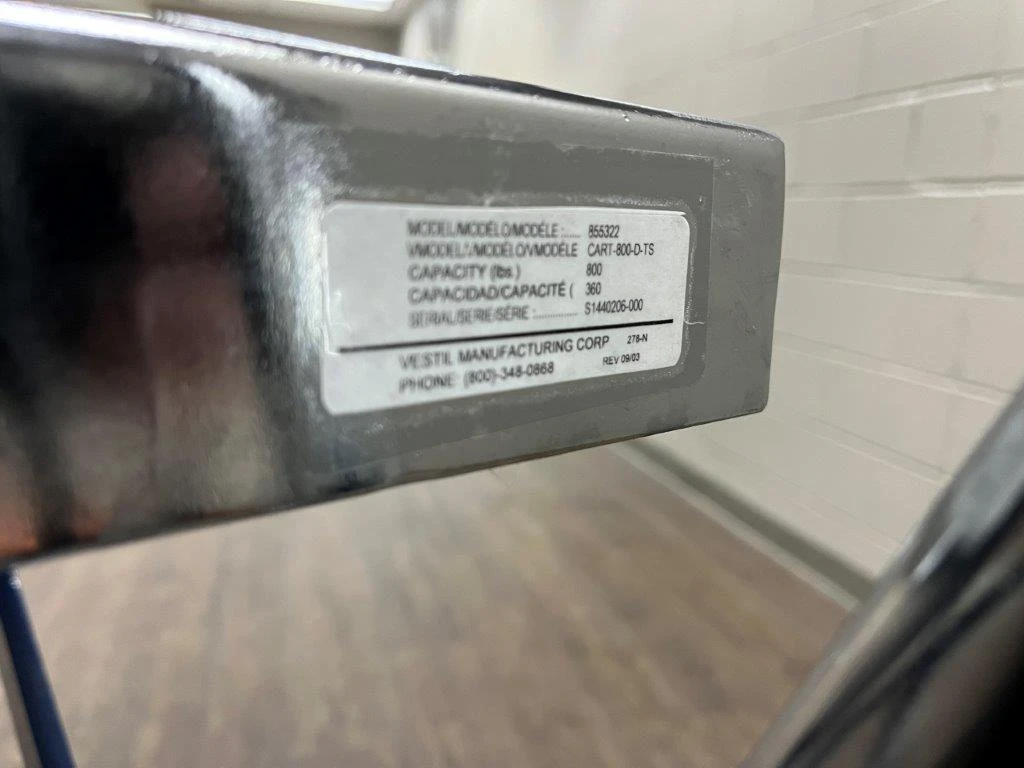 MODEL/MODÉLO/MODÉLE :..... 855322
VMODEL:/VMODÉLO/VMODÉLE CART-800-D-TS
CAPACITY (lbs.) 800
CAPACIDAD/CAPACITÉ ( 360
SERIAL/SERIE/SÉRIE :............. S1440206-000
VESTIL MANUFACTURING CORP 278-N
PHONE: (800)-348-0868 REV 09/03